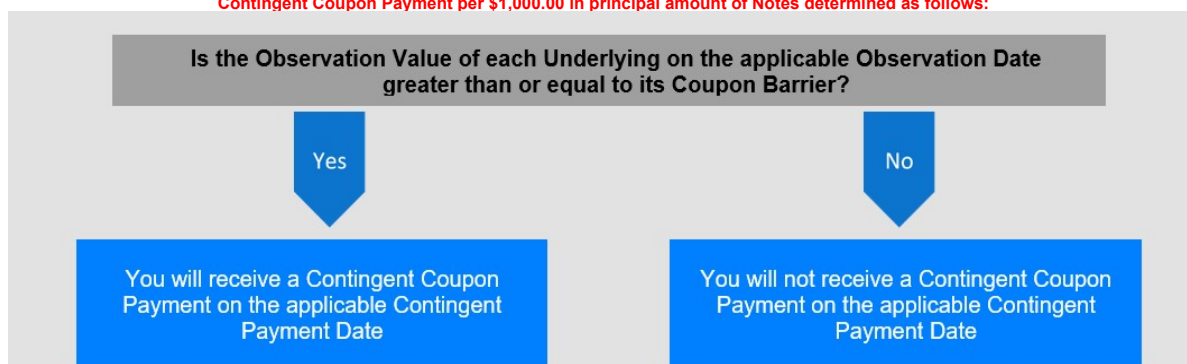 Contingent Coupon Payment per $1,000.00 in principal amount of Notes determined as follows:
Is the Observation Value of each Underlying on the applicable Observation Date
greater than or equal to its Coupon Barrier?
Yes
No
You will receive a Contingent Coupon
Payment on the applicable Contingent
Payment Date
You will not receive a Contingent Coupon
Payment on the applicable Contingent
Payment Date